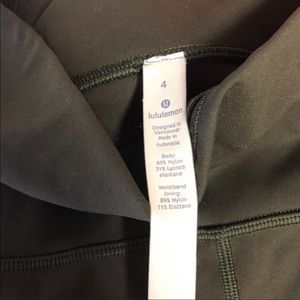 4
lululemon
Designed in
Vancouver
Made in
Indonesia
Body:
69% Nylon
31% Lycra®
elastane
Waistband
lining:
89% Nylon
11% Elastane